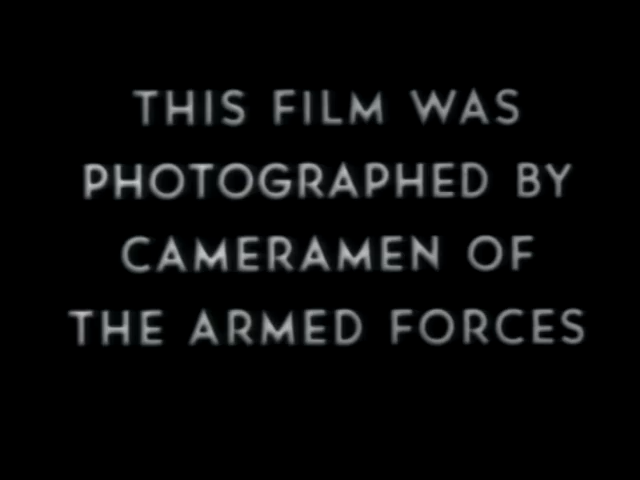 THIS FILM WAS
PHOTOGRAPHED BY
CAMERAMEN OF
THE ARMED FORCES